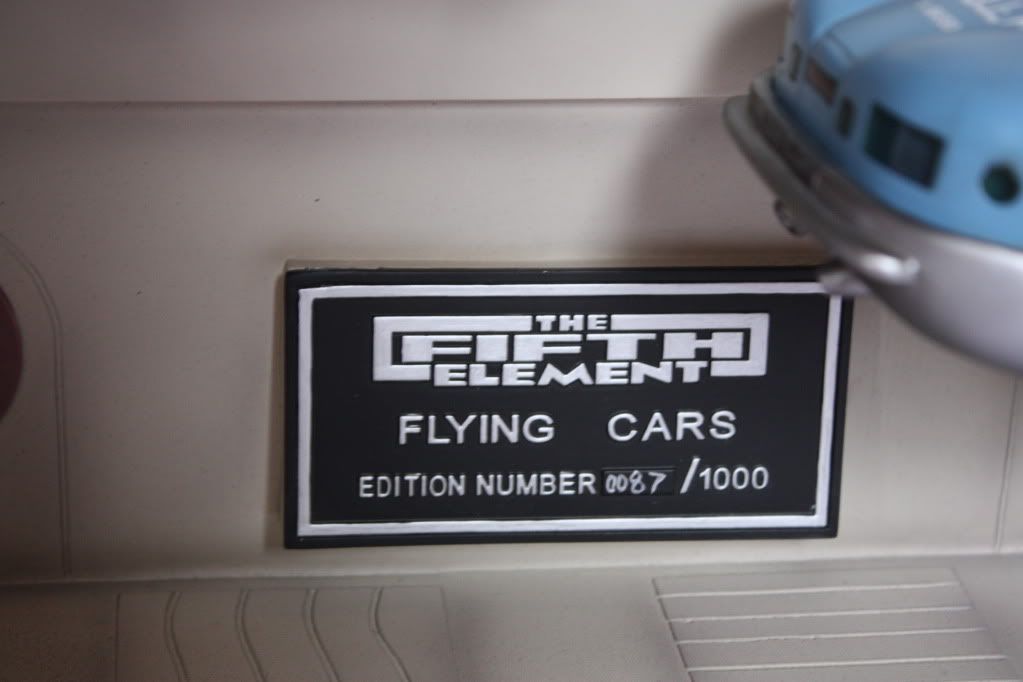 THE
FIFTH
ELEMENT
FLYING CARS
EDITION NUMBER 0087 /1000